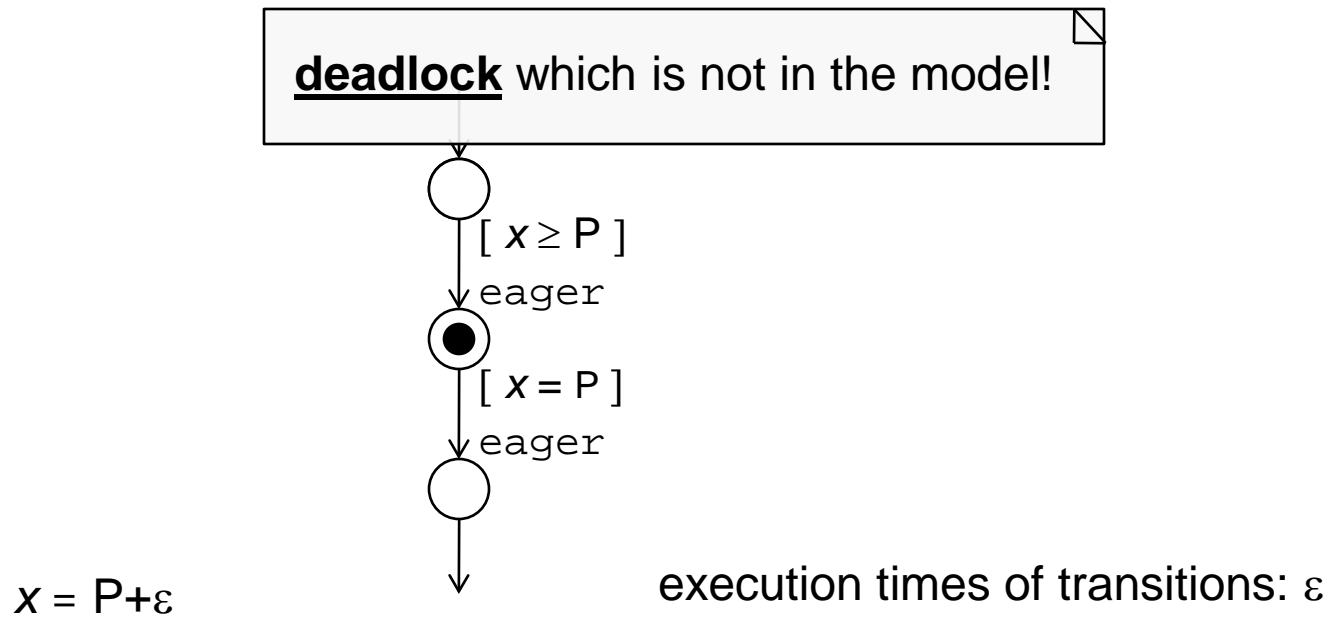 deadlock which is not in the model!
[ x ≥ P ]
eager
[ x = P ]
eager
x = P+ε
execution times of transitions: ε